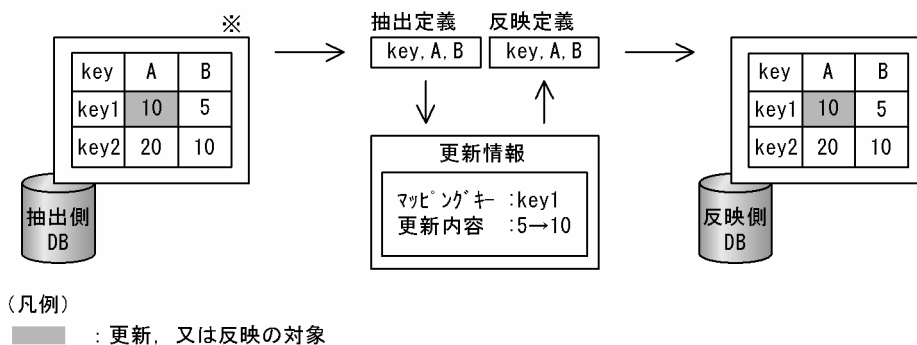 ※
抽出定義 反映定義
key, A, B key, A, B
key A B
key1 10 5
key2 20 10
抽出側
DB
更新情報
マッピングキー :key1
更新内容 :5→10
key A B
key1 10 5
key2 20 10
反映側
DB
(凡例)
:更新, 又は反映の対象